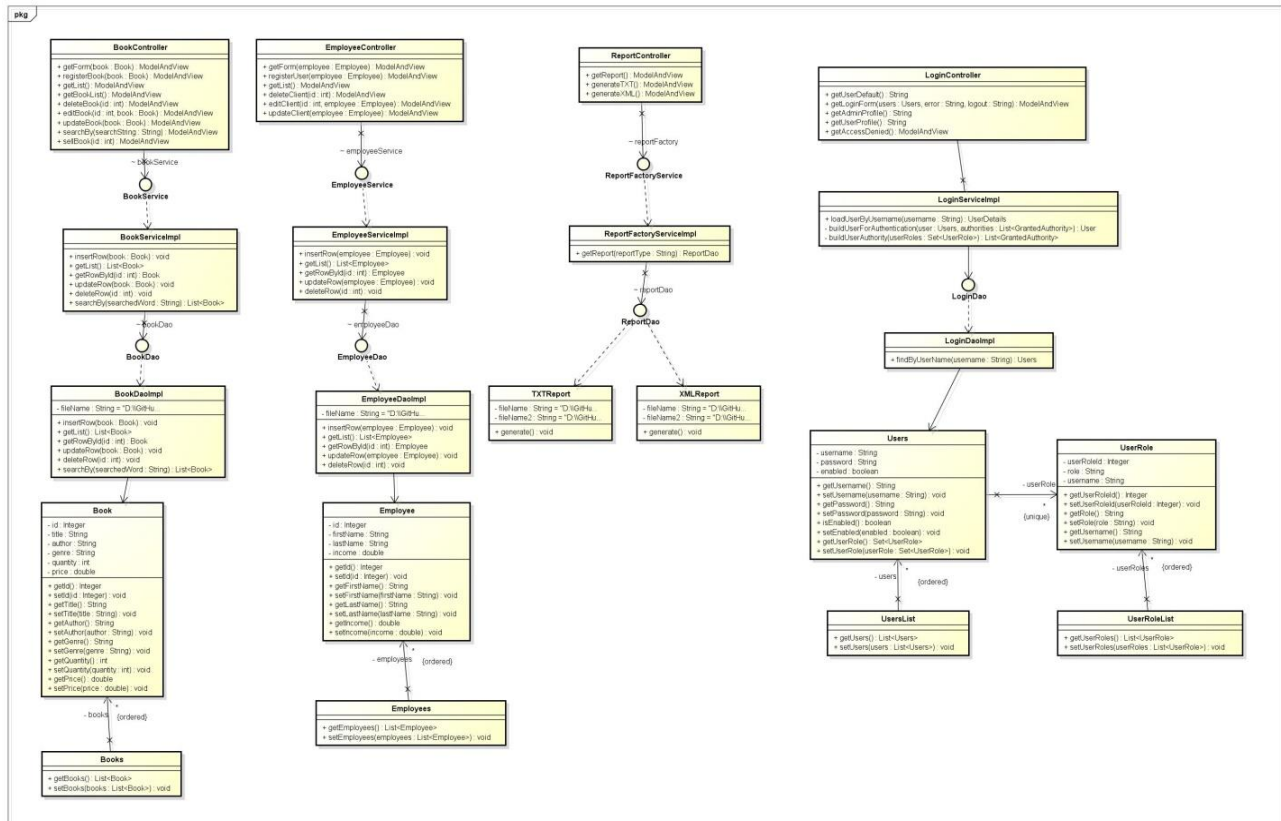 pkg
BookController
+ getForm(book : Book) : ModelAndView
+ registerBook(book : Book) : ModelAndView
+ getList() : ModelAndView
+ getBookList() : ModelAndView
+ deleteBook(id : int) : ModelAndView
+ editBook(id : int, book : Book) : ModelAndView
+ updateBook(book : Book) : ModelAndView
+ searchBy(searchString : String) : ModelAndView
+ sellBook(id : int) : ModelAndView
~ bookService
BookService
BookServiceImpl
+ insertRow(book : Book) : void
+ getList() : List<Book>
+ getRowById(id : int) : Book
+ updateRow(book : Book) : void
+ deleteRow(id : int) : void
+ searchBy(searchedWord : String) : List<Book>
~ bookDao
BookDao
BookDaoImpl
- fileName : String = "D:\\GitHu...
+ insertRow(book : Book) : void
+ getList() : List<Book>
+ getRowById(id : int) : Book
+ updateRow(book : Book) : void
+ deleteRow(id : int) : void
+ searchBy(searchedWord : String) : List<Book>
Book
- id : Integer
- title : String
- author : String
- genre : String
- quantity : int
- price : double
+ getId() : Integer
+ setId(id : Integer) : void
+ getTitle() : String
+ setTitle(title : String) : void
+ getAuthor() : String
+ setAuthor(author : String) : void
+ getGenre() : String
+ setGenre(genre : String) : void
+ getQuantity() : int
+ setQuantity(quantity : int) : void
+ getPrice() : double
+ setPrice(price : double) : void
- books
*
{ordered}
Books
+ getBooks() : List<Book>
+ setBooks(books : List<Book>) : void
EmployeeController
+ getForm(employee : Employee) : ModelAndView
+ registerUser(employee : Employee) : ModelAndView
+ getList() : ModelAndView
+ deleteClient(id : int) : ModelAndView
+ editClient(id : int, employee : Employee) : ModelAndView
+ updateClient(employee : Employee) : ModelAndView
~ employeeService
EmployeeService
EmployeeServiceImpl
+ insertRow(employee : Employee) : void
+ getList() : List<Employee>
+ getRowById(id : int) : Employee
+ updateRow(employee : Employee) : void
+ deleteRow(id : int) : void
~ employeeDao
EmployeeDao
EmployeeDaoImpl
- fileName : String = "D:\\GitHu...
+ insertRow(employee : Employee) : void
+ getList() : List<Employee>
+ getRowById(id : int) : Employee
+ updateRow(employee : Employee) : void
+ deleteRow(id : int) : void
Employee
- id : Integer
- firstName : String
- lastName : String
- income : double
+ getId() : Integer
+ setId(id : Integer) : void
+ getFirstName() : String
+ setFirstName(firstName : String) : void
+ getLastName() : String
+ setLastName(lastName : String) : void
+ getIncome() : double
+ setIncome(income : double) : void
- employees
*
{ordered}
Employees
+ getEmployees() : List<Employee>
+ setEmployees(employees : List<Employee>) : void
ReportController
+ getReport() : ModelAndView
+ generateTXT() : ModelAndView
+ generateXML() : ModelAndView
~ reportFactory
ReportFactoryService
ReportFactoryServiceImpl
+ getReport(reportType : String) : ReportDao
~ reportDao
ReportDao
TXTReport
- fileName : String = "D:\\GitHu...
- fileName2 : String = "D:\\GitHu...
+ generate() : void
XMLReport
- fileName : String = "D:\\GitHu...
- fileName2 : String = "D:\\GitHu...
+ generate() : void
LoginController
+ getUserDefault() : String
+ getLoginForm(users : Users, error : String, logout : String) : ModelAndView
+ getAdminProfile() : String
+ getUserProfile() : String
+ getAccessDenied() : ModelAndView
LoginServiceImpl
+ loadUserByUsername(username : String) : UserDetails
- buildUserForAuthentication(user : Users, authorities : List<GrantedAuthority>) : User
- buildUserAuthority(userRoles : Set<UserRole>) : List<GrantedAuthority>
LoginDao
LoginDaoImpl
+ findByUserName(username : String) : Users
Users
- username : String
- password : String
- enabled : boolean
+ getUsername() : String
+ setUsername(username : String) : void
+ getPassword() : String
+ setPassword(password : String) : void
+ isEnabled() : boolean
+ setEnabled(enabled : boolean) : void
+ getUserRole() : Set<UserRole>
+ setUserRole(userRole : Set<UserRole>) : void
- userRole
*
{unique}
UserRole
- userRoleId : Integer
- role : String
- username : String
+ getUserRoleId() : Integer
+ setUserRoleId(userRoleId : Integer) : void
+ getRole() : String
+ setRole(role : String) : void
+ getUsername() : String
+ setUsername(username : String) : void
- users
*
{ordered}
UsersList
+ getUsers() : List<Users>
+ setUsers(users : List<Users>) : void
- userRoles
*
{ordered}
UserRoleList
+ getUserRoles() : List<UserRole>
+ setUserRoles(userRoles : List<UserRole>) : void